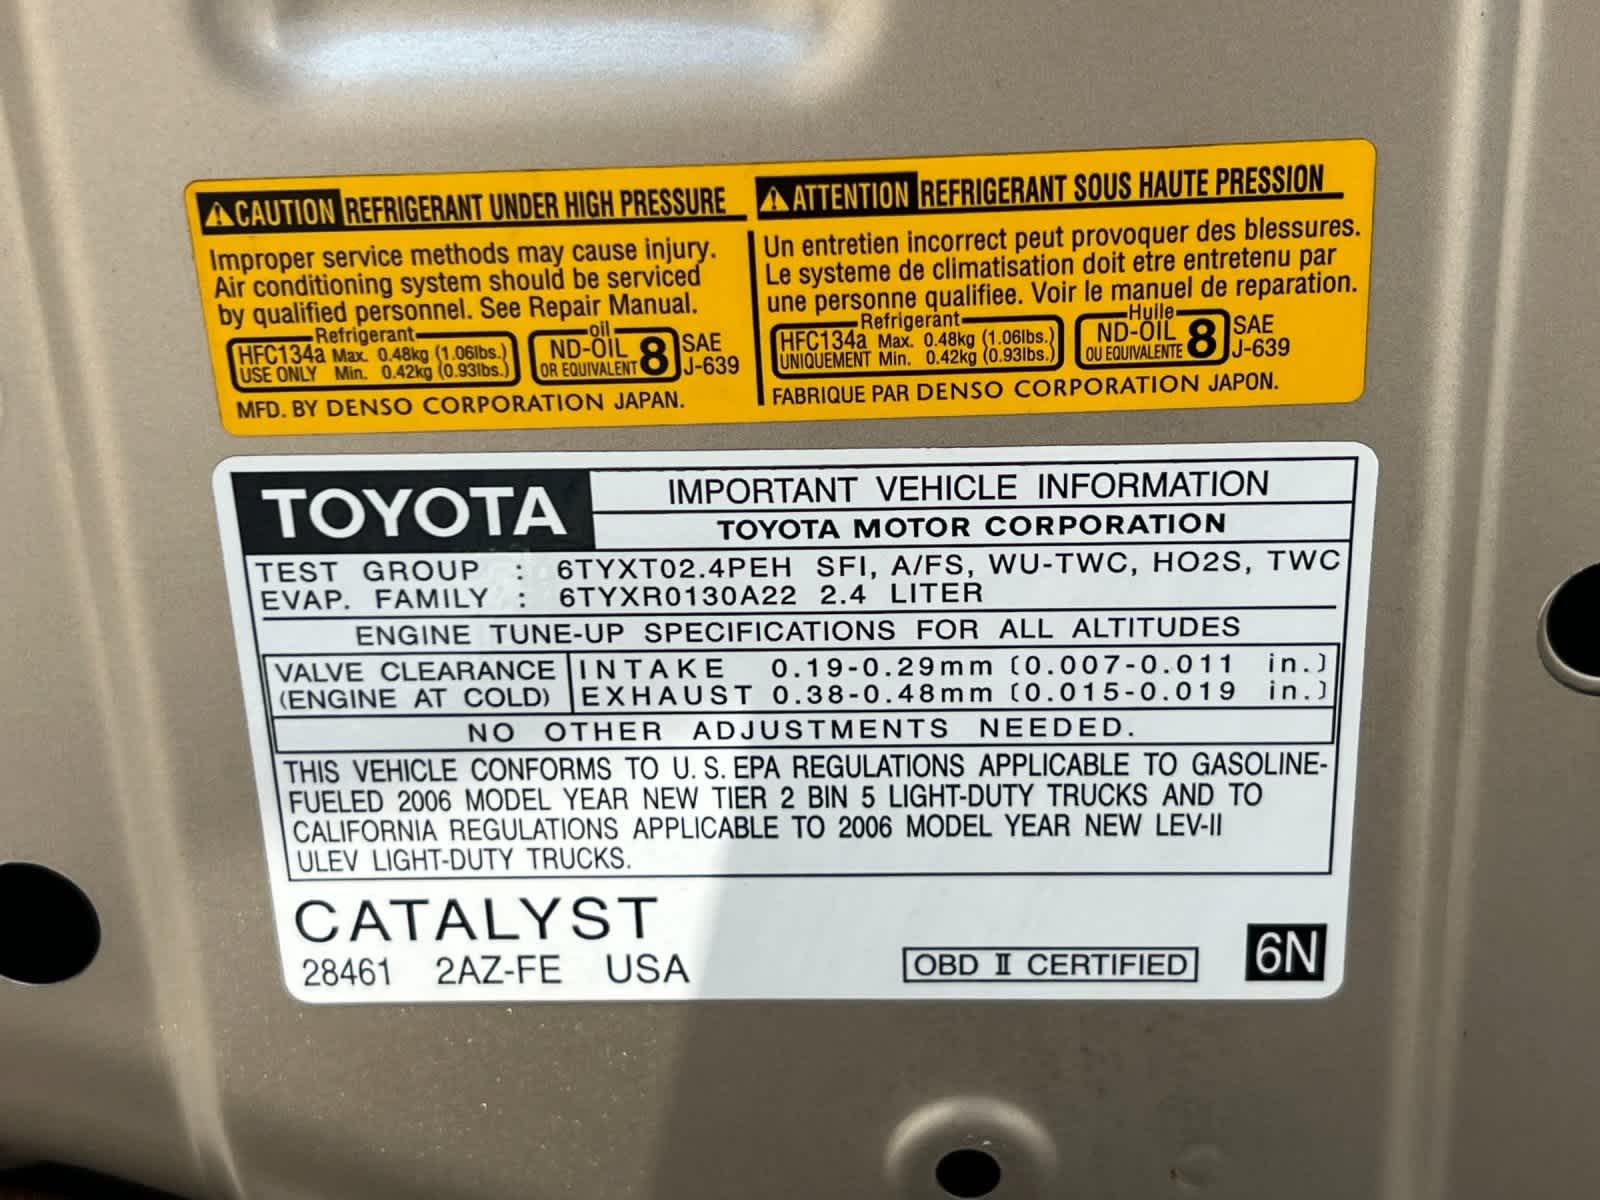 CAUTION REFRIGERANT UNDER HIGH PRESSURE
Improper service methods may cause injury.
Air conditioning system should be serviced
by qualified personnel. See Repair Manual.
Refrigerant
HFC134a Max. 0.48kg (1.06lbs.)
USE ONLY Min. 0.42kg (0.93lbs.)
oil
ND-OIL 8
OR EQUIVALENT
SAE
J-639
MFD. BY DENSO CORPORATION JAPAN.
ATTENTION REFRIGERANT SOUS HAUTE PRESSION
Un entretien incorrect peut provoquer des blessures.
Le systeme de climatisation doit etre entretenu par
une personne qualifiee. Voir le manuel de reparation.
Refrigerant
HFC134a Max. 0.48kg (1.06lbs.)
UNIQUEMENT Min. 0.42kg (0.93lbs.)
Huile
ND-OIL 8
OU EQUIVALENTE
SAE
J-639
FABRIQUE PAR DENSO CORPORATION JAPON.
TOYOTA
IMPORTANT VEHICLE INFORMATION
TOYOTA MOTOR CORPORATION
TEST GROUP : 6TYXT02.4PEH SFI, A/FS, WU-TWC, HO2S, TWC
EVAP. FAMILY : 6TYXR0130A22 2.4 LITER
ENGINE TUNE-UP SPECIFICATIONS FOR ALL ALTITUDES
VALVE CLEARANCE INTAKE 0.19-0.29mm (0.007-0.011 in.)
(ENGINE AT COLD) EXHAUST 0.38-0.48mm (0.015-0.019 in.)
NO OTHER ADJUSTMENTS NEEDED.
THIS VEHICLE CONFORMS TO U.S. EPA REGULATIONS APPLICABLE TO GASOLINE-
FUELED 2006 MODEL YEAR NEW TIER 2 BIN 5 LIGHT-DUTY TRUCKS AND TO
CALIFORNIA REGULATIONS APPLICABLE TO 2006 MODEL YEAR NEW LEV-II
ULEV LIGHT-DUTY TRUCKS.
CATALYST
28461 2AZ-FE USA
OBD II CERTIFIED
6N